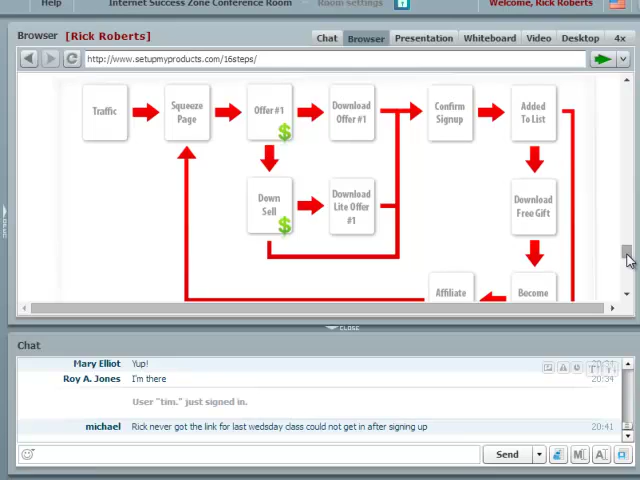 Help
Internet Success Zone Conference Room
Room settings
Welcome, Rick Roberts
Browser [Rick Roberts]
Chat
Browser
Presentation
Whiteboard
Video
Desktop
4x
http://www.setupmyproducts.com/16steps/
Traffic
Squeeze
Page
Offer #1
$
Download
Offer #1
Confirm
Signup
Added
To List
Down
Sell
$
Download
Lite Offer
#1
Download
Free Gift
Affiliate
Become
CLOSE
Chat
Mary Elliot Yup!
Roy A. Jones I'm there 20:34
User "tim." just signed in.
michael Rick never got the link for last wedsday class could not get in after signing up 20:41
Send